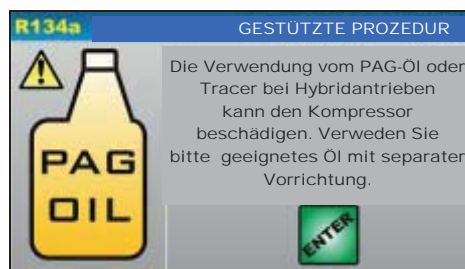 R134a
GESTÜTZTE PROZEDUR
Die Verwendung vom PAG-Öl oder
Tracer bei Hybridantrieben
kann den Kompressor
beschädigen. Verweden Sie
bitte geeignetes Öl mit separater
Vorrichtung.
PAG
OIL
ENTER